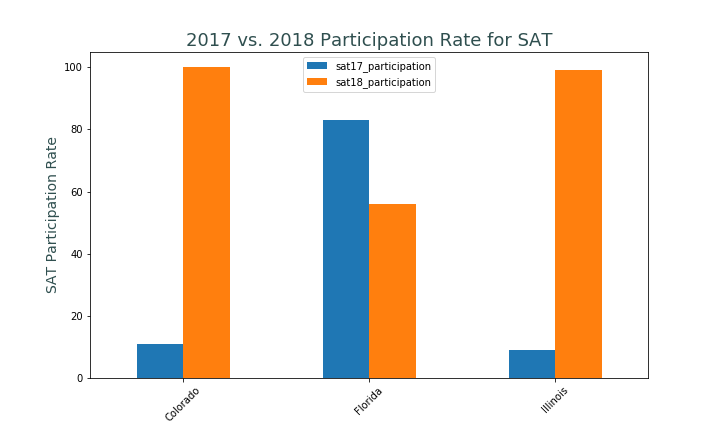 2017 vs. 2018 Participation Rate for SAT
sat17_participation
sat18_participation
SAT Participation Rate
100
80
60
40
20
0
Colorado
Florida
Illinois